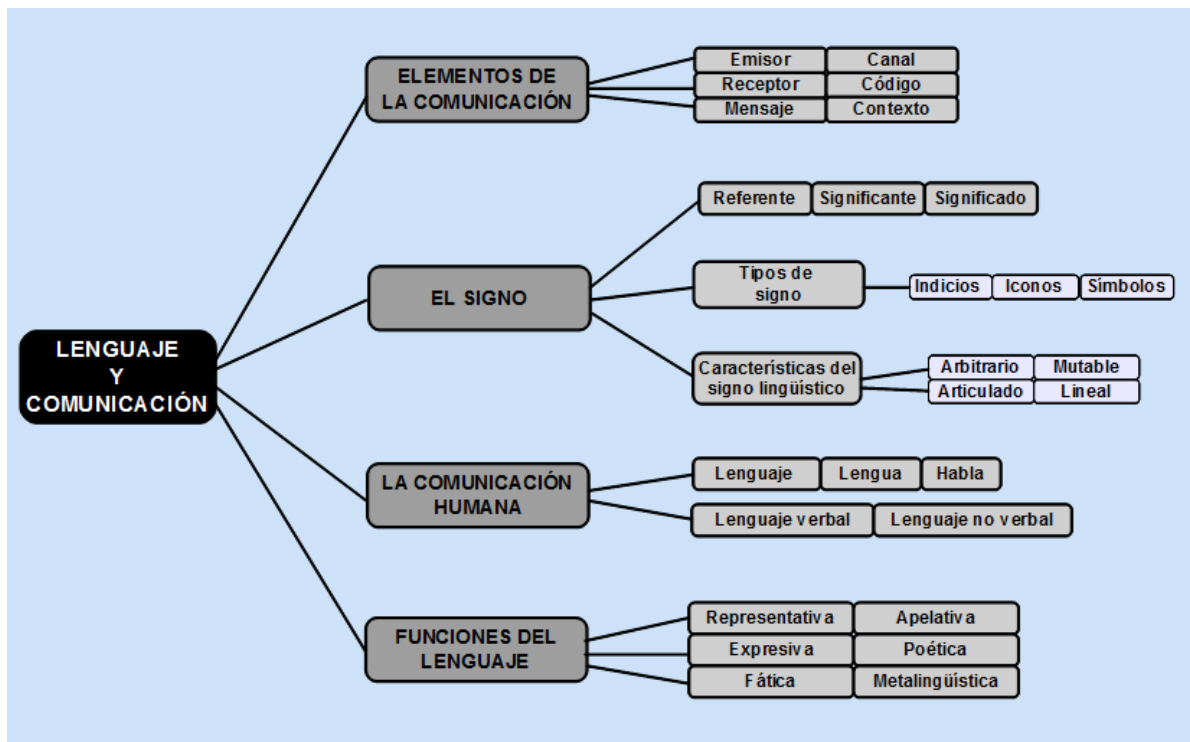 LENGUAJE
Y
COMUNICACIÓN
ELEMENTOS DE
LA COMUNICACIÓN
Emisor Canal
Receptor Código
Mensaje Contexto
EL SIGNO
Referente Significante Significado
Tipos de
signo
Indicios Iconos Símbolos
Características del
signo lingüístico
Arbitrario Mutable
Articulado Lineal
LA COMUNICACIÓN
HUMANA
Lenguaje Lengua Habla
Lenguaje verbal Lenguaje no verbal
FUNCIONES DEL
LENGUAJE
Representativa Apelativa
Expresiva Poética
Fática Metalingüística